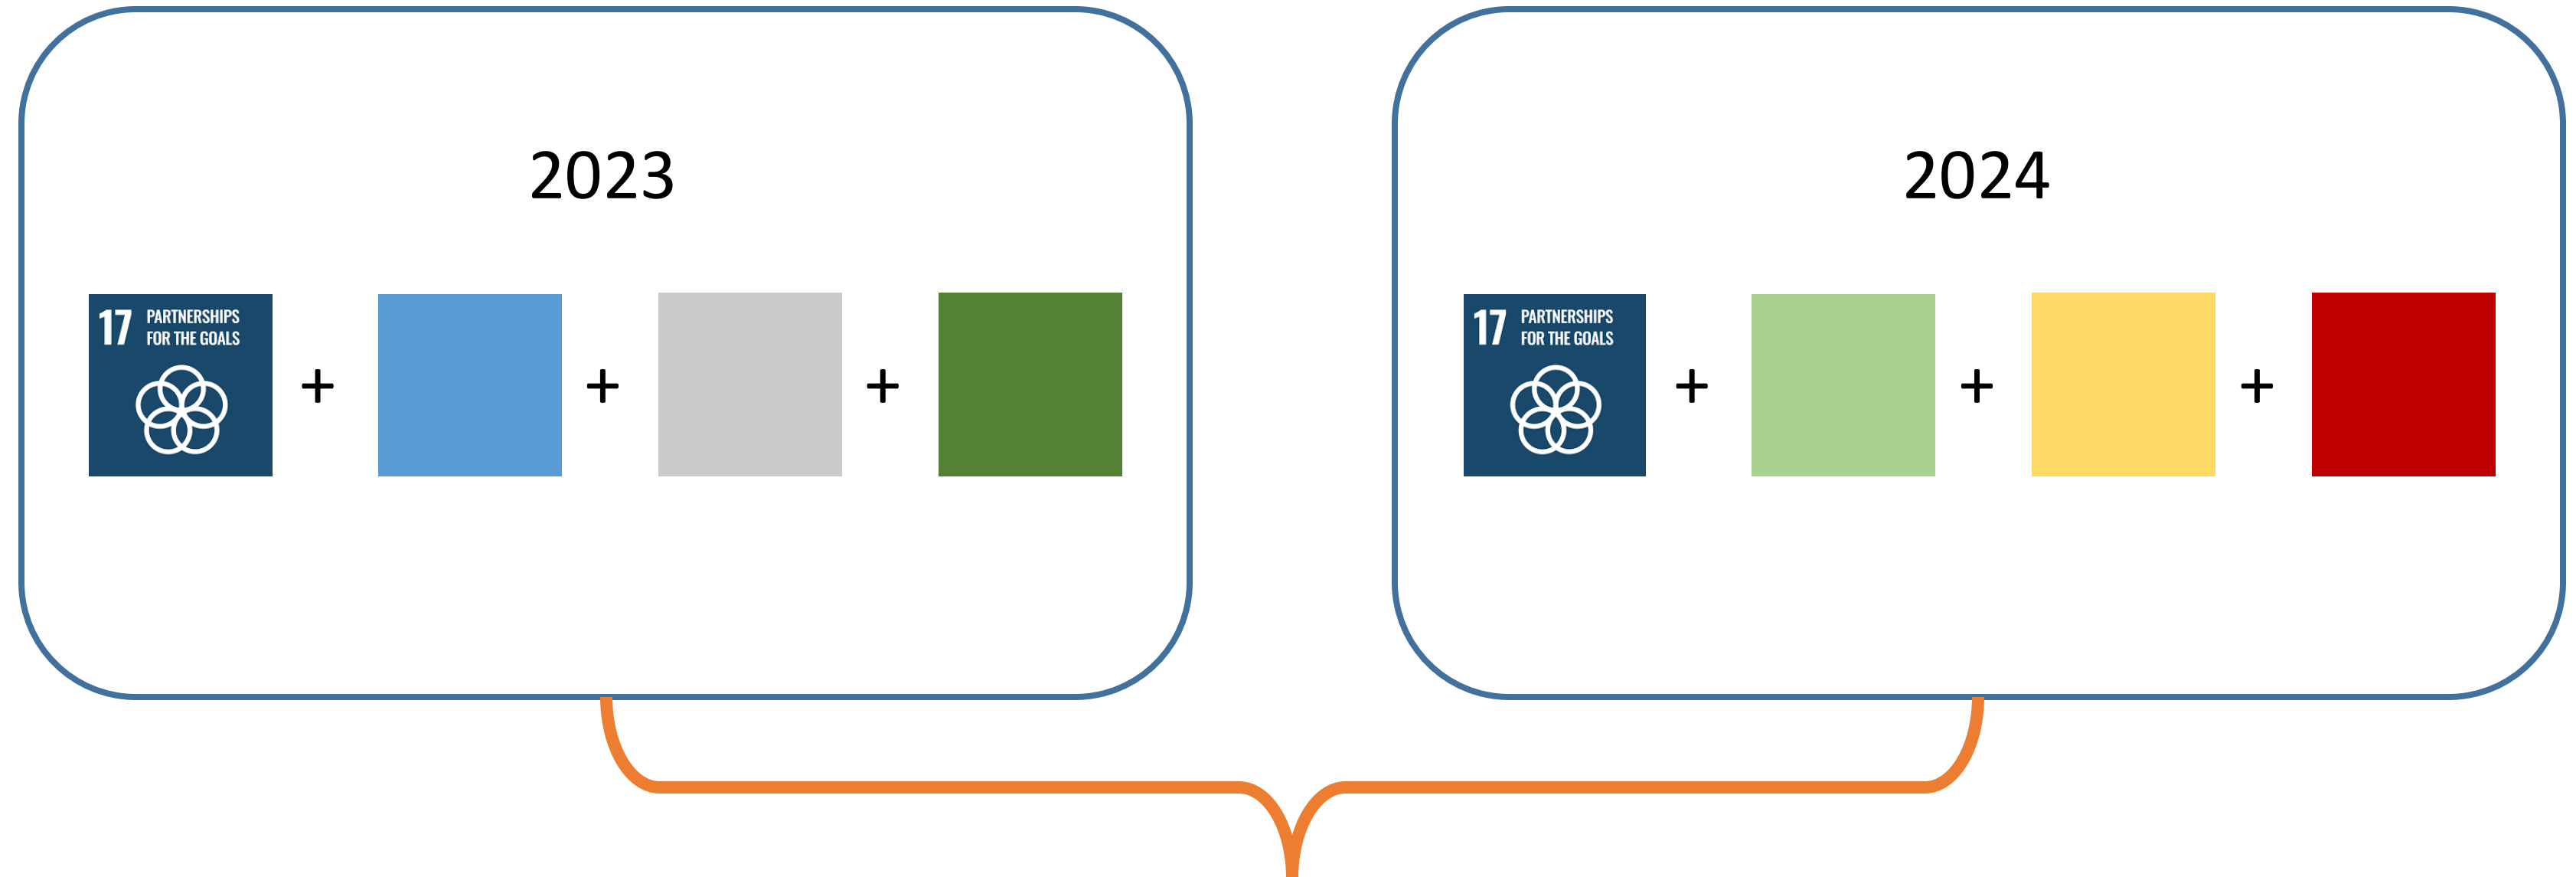 2023
17 PARTNERSHIPS
FOR THE GOALS
+
+
+
2024
17 PARTNERSHIPS
FOR THE GOALS
+
+
+